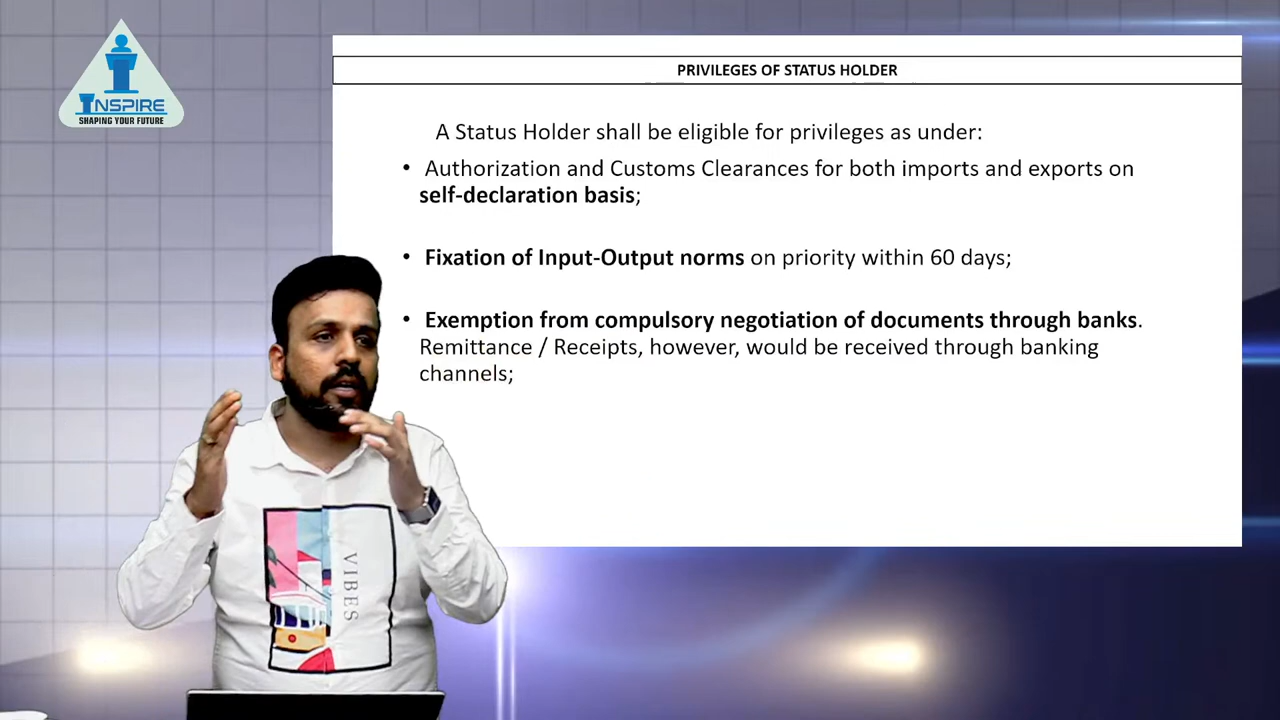 INSPIRE
SHAPING YOUR FUTURE
PRIVILEGES OF STATUS HOLDER
A Status Holder shall be eligible for privileges as under:
• Authorization and Customs Clearances for both imports and exports on
self-declaration basis;
• Fixation of Input-Output norms on priority within 60 days;
• Exemption from compulsory negotiation of documents through banks.
Remittance / Receipts, however, would be received through banking
channels;
VIBES